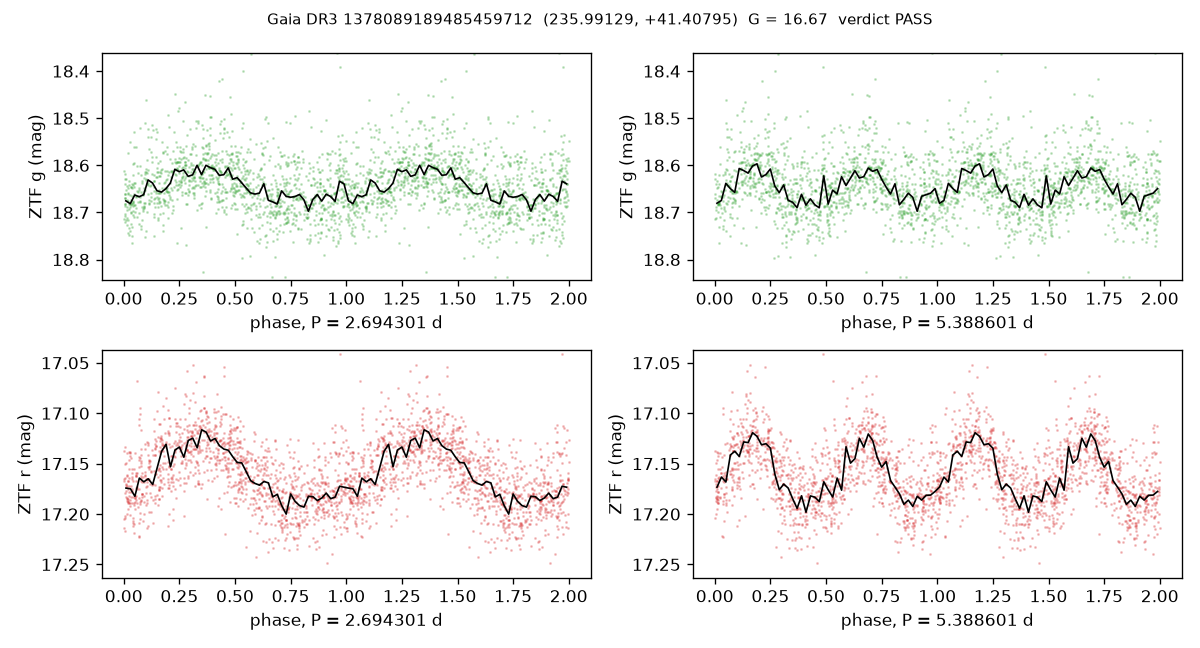 Gaia DR3 1378089189485459712 (235.99129, +41.40795) G = 16.67 verdict PASS
ZTF g (mag)
18.4
18.5
18.6
18.7
18.8
0.00 0.25 0.50 0.75 1.00 1.25 1.50 1.75 2.00
phase, P = 2.694301 d
ZTF g (mag)
18.4
18.5
18.6
18.7
18.8
0.00 0.25 0.50 0.75 1.00 1.25 1.50 1.75 2.00
phase, P = 5.388601 d
ZTF r (mag)
17.05
17.10
17.15
17.20
17.25
0.00 0.25 0.50 0.75 1.00 1.25 1.50 1.75 2.00
phase, P = 2.694301 d
ZTF r (mag)
17.05
17.10
17.15
17.20
17.25
0.00 0.25 0.50 0.75 1.00 1.25 1.50 1.75 2.00
phase, P = 5.388601 d